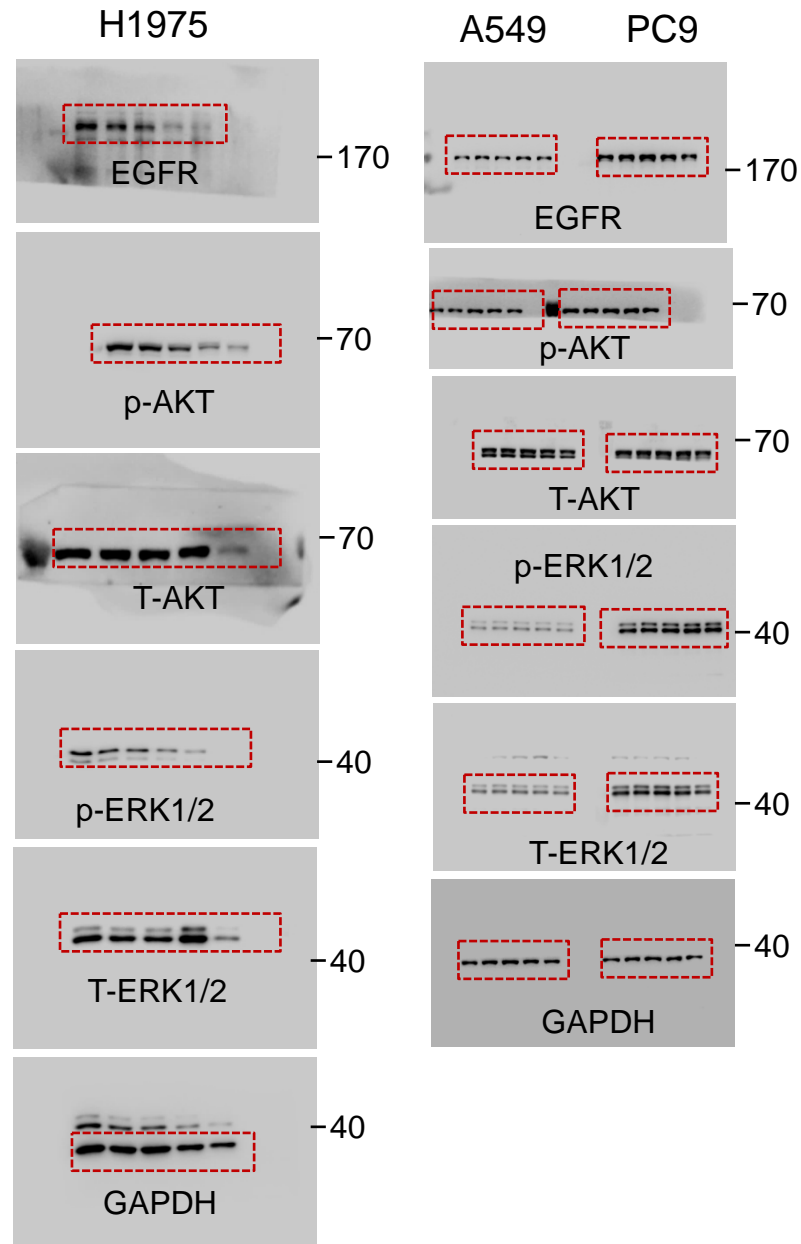 H1975
EGFR
170
p-AKT
70
T-AKT
70
p-ERK1/2
40
T-ERK1/2
40
GAPDH
40
A549 PC9
EGFR
170
p-AKT
70
T-AKT
70
p-ERK1/2
40
T-ERK1/2
40
GAPDH
40